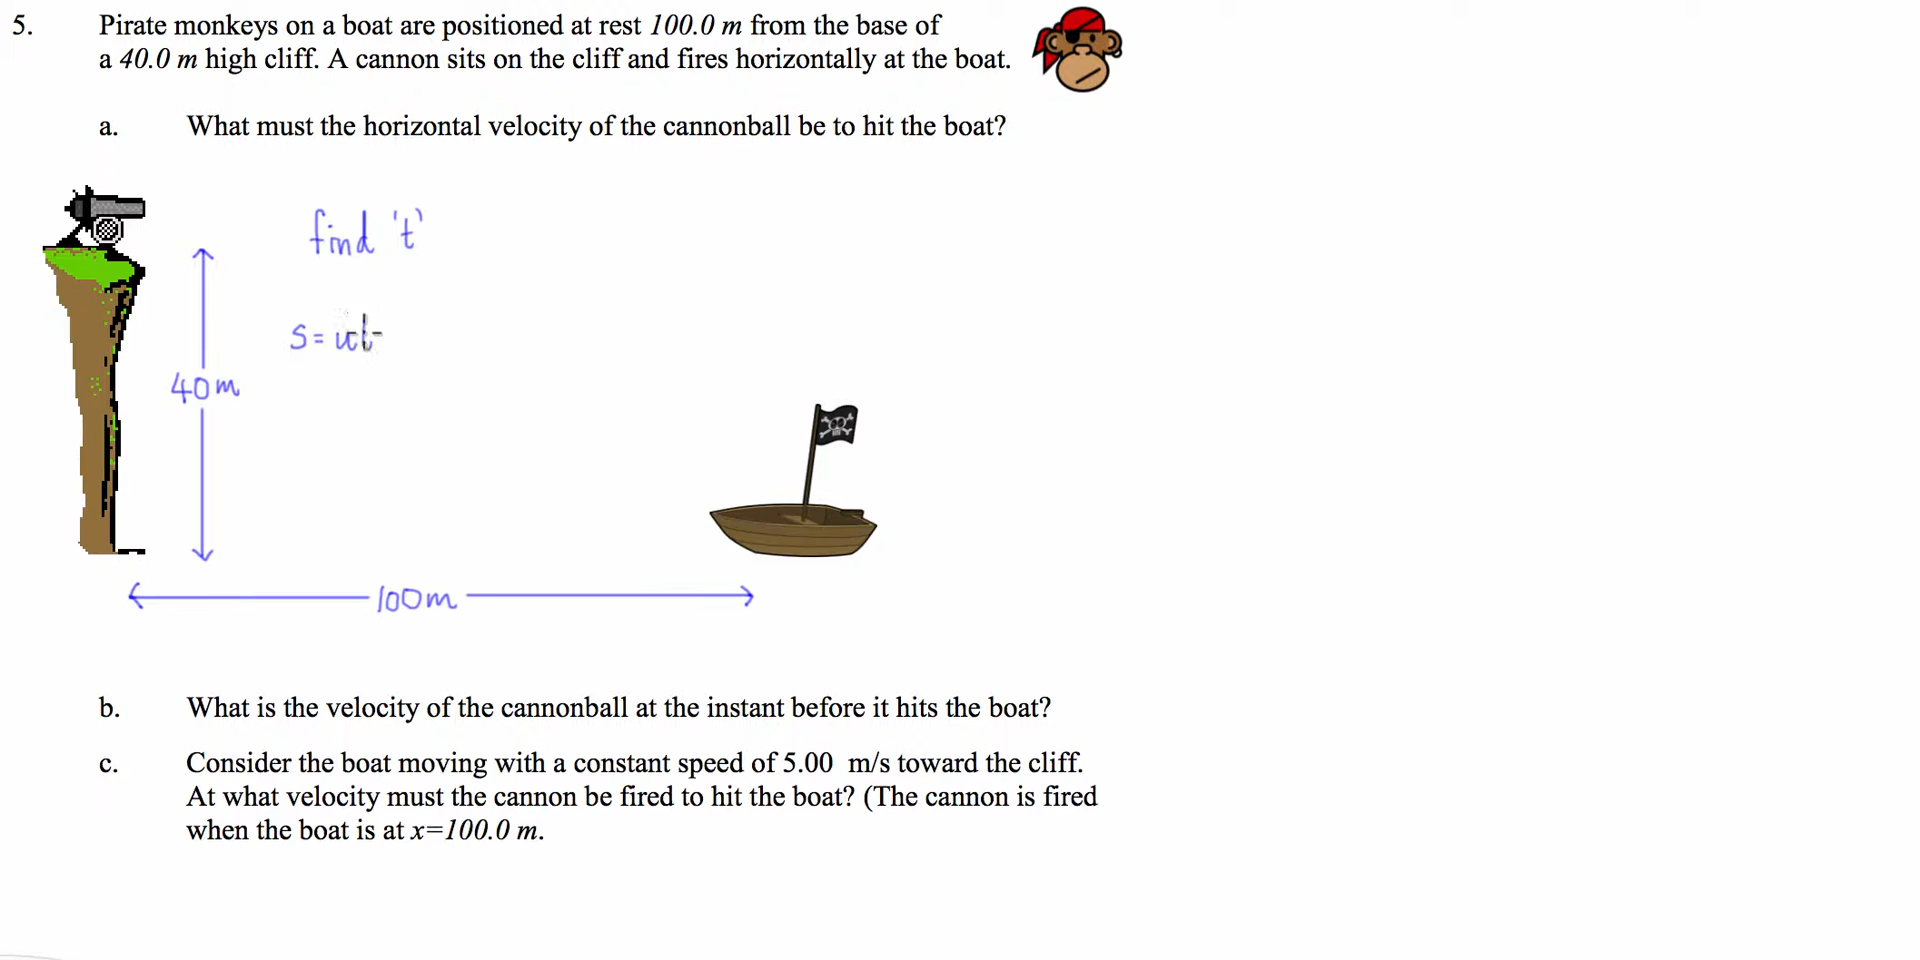 5. Pirate monkeys on a boat are positioned at rest 100.0 m from the base of
a 40.0 m high cliff. A cannon sits on the cliff and fires horizontally at the boat.
a. What must the horizontal velocity of the cannonball be to hit the boat?
find 't'
s = ut
40m
100m
b. What is the velocity of the cannonball at the instant before it hits the boat?
c. Consider the boat moving with a constant speed of 5.00 m/s toward the cliff.
At what velocity must the cannon be fired to hit the boat? (The cannon is fired
when the boat is at x=100.0 m.